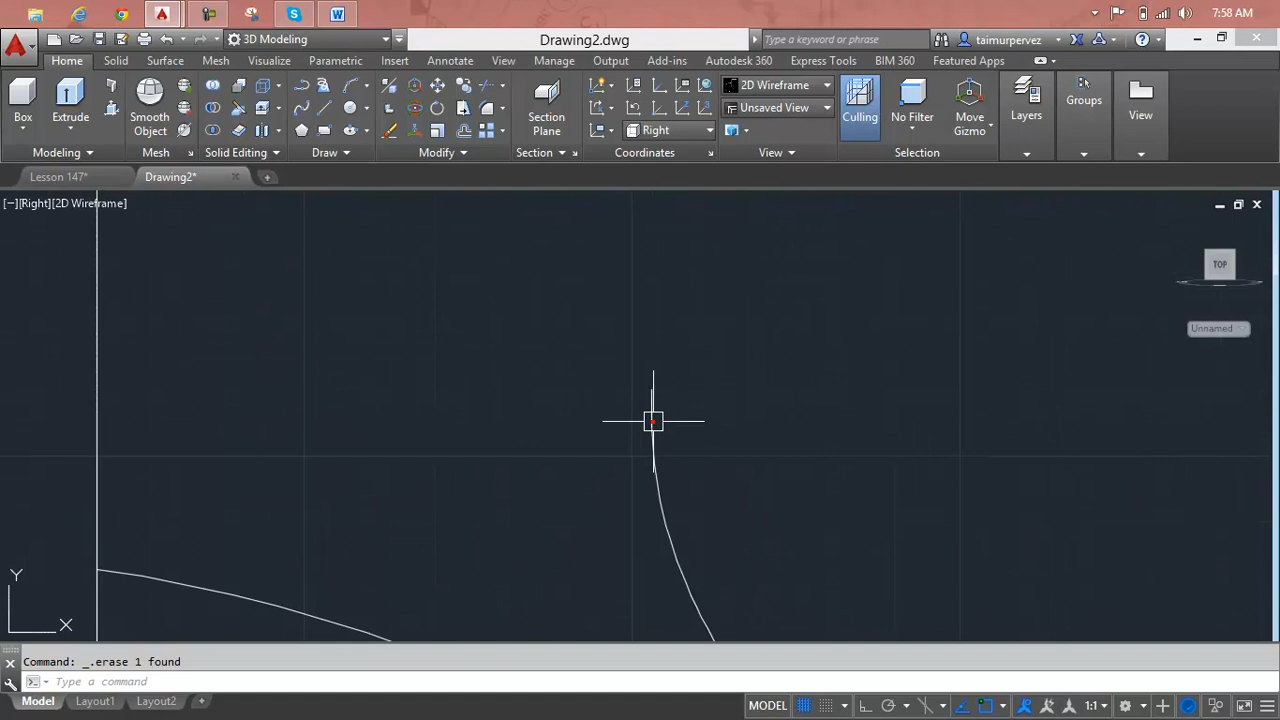 7:58 AM
3D Modeling
Drawing2.dwg
Type a keyword or phrase
taimurpervez
Home Solid Surface Mesh Visualize Parametric Insert Annotate View Manage Output Add-ins Autodesk 360 Express Tools BIM 360 Featured Apps
2D Wireframe
Unsaved View
Right
Box
Extrude
Smooth Object
Section Plane
Culling
No Filter
Move Gizmo
Layers
Groups
View
Modeling Mesh Solid Editing Draw Modify Section Coordinates View Selection
Lesson 147* Drawing2*
[−][Right][2D Wireframe]
TOP
Unnamed
Y
X
Command: _.erase 1 found
Type a command
Model Layout1 Layout2
MODEL
1:1